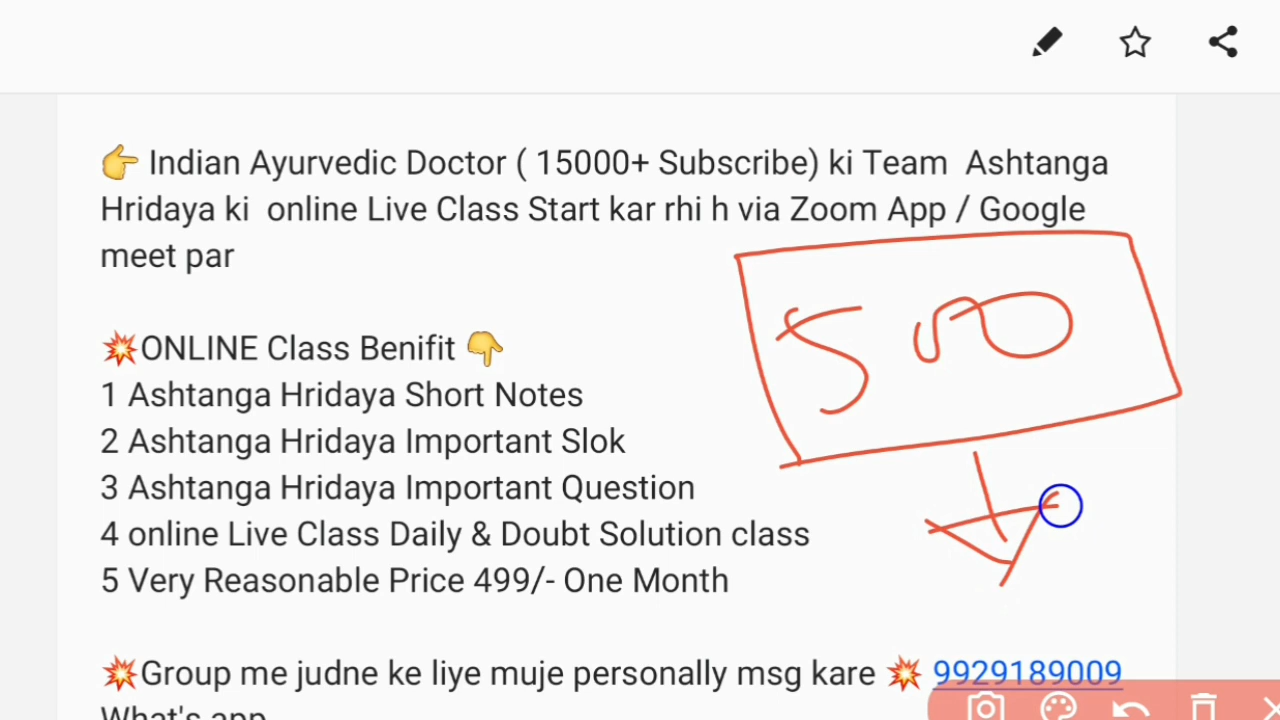 👉 Indian Ayurvedic Doctor ( 15000+ Subscribe) ki Team Ashtanga
Hridaya ki online Live Class Start kar rhi h via Zoom App / Google
meet par
500
💥ONLINE Class Benifit 👇
1 Ashtanga Hridaya Short Notes
2 Ashtanga Hridaya Important Slok
3 Ashtanga Hridaya Important Question
4 online Live Class Daily & Doubt Solution class
5 Very Reasonable Price 499/- One Month
💥Group me judne ke liye muje personally msg kare 💥 9929189009
What's app